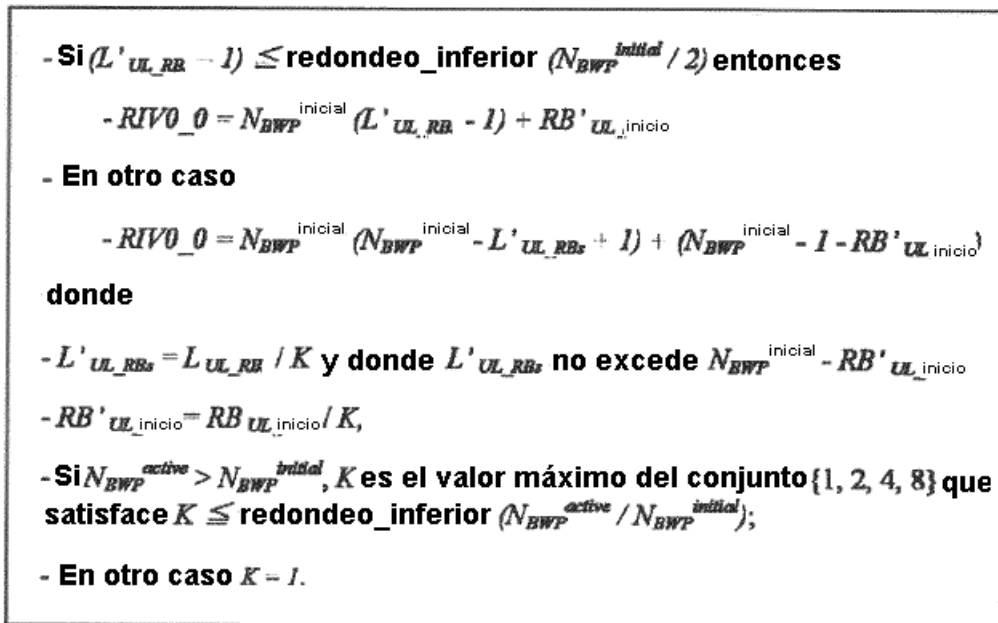 - Si (L'UL_RB - 1) ≤ redondeo_inferior (NBWP^initial / 2) entonces
- RIV0_0 = NBWP^inicial (L'UL_RB - 1) + RB'UL_inicio
- En otro caso
- RIV0_0 = NBWP^inicial (NBWP^inicial - L'UL_RBs + 1) + (NBWP^inicial - 1 - RB'UL inicio)
donde
- L'UL_RBs = L UL_RB / K y donde L'UL_RBs no excede NBWP^inicial - RB'UL_inicio
- RB'UL_inicio = RB UL_inicio / K,
- Si NBWP^active > NBWP^initial, K es el valor máximo del conjunto {1, 2, 4, 8} que
satisface K ≤ redondeo_inferior (NBWP^active / NBWP^initial);
- En otro caso K = 1.